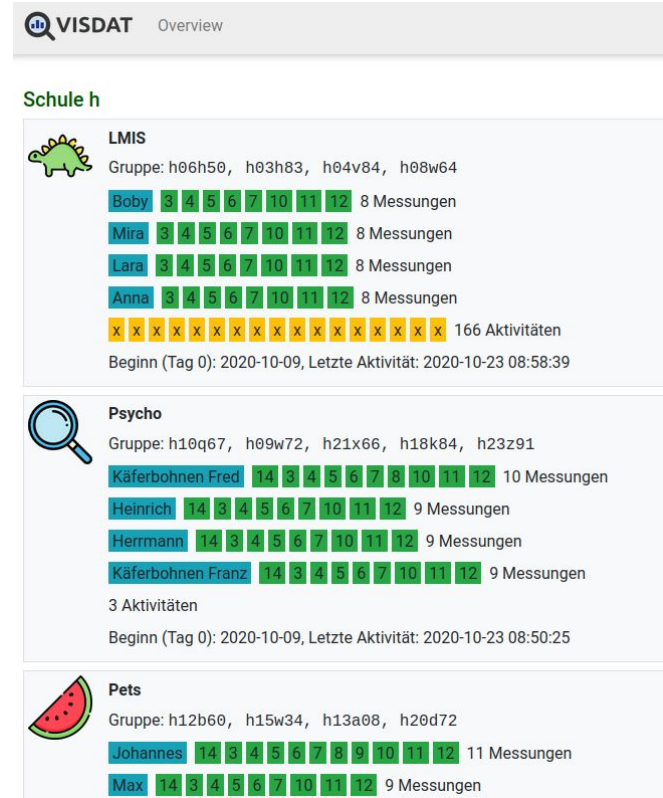 VISDAT Overview
Schule h
LMIS
Gruppe: h06h50, h03h83, h04v84, h08w64
Boby 3 4 5 6 7 10 11 12 8 Messungen
Mira 3 4 5 6 7 10 11 12 8 Messungen
Lara 3 4 5 6 7 10 11 12 8 Messungen
Anna 3 4 5 6 7 10 11 12 8 Messungen
x x x x x x x x x x x x x x x x 166 Aktivitäten
Beginn (Tag 0): 2020-10-09, Letzte Aktivität: 2020-10-23 08:58:39
Psycho
Gruppe: h10q67, h09w72, h21x66, h18k84, h23z91
Käferbohnen Fred 14 3 4 5 6 7 8 10 11 12 10 Messungen
Heinrich 14 3 4 5 6 7 10 11 12 9 Messungen
Herrmann 14 3 4 5 6 7 10 11 12 9 Messungen
Käferbohnen Franz 14 3 4 5 6 7 10 11 12 9 Messungen
3 Aktivitäten
Beginn (Tag 0): 2020-10-09, Letzte Aktivität: 2020-10-23 08:50:25
Pets
Gruppe: h12b60, h15w34, h13a08, h20d72
Johannes 14 3 4 5 6 7 8 9 10 11 12 11 Messungen
Max 14 3 4 5 6 7 10 11 12 9 Messungen